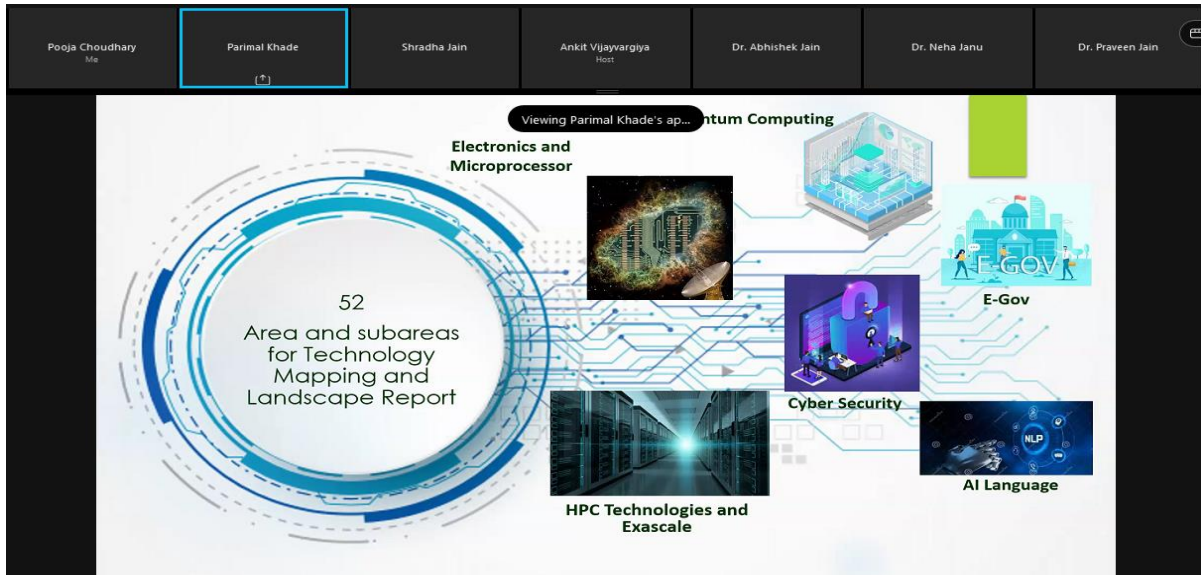 Pooja Choudhary
Me
Parimal Khade
Shradha Jain
Ankit Vijayvargiya
Host
Dr. Abhishek Jain
Dr. Neha Janu
Dr. Praveen Jain
Viewing Parimal Khade's ap...
ntum Computing
Electronics and
Microprocessor
E-GOV
E-Gov
52
Area and subareas
for Technology
Mapping and
Landscape Report
Cyber Security
NLP
AI Language
HPC Technologies and
Exascale